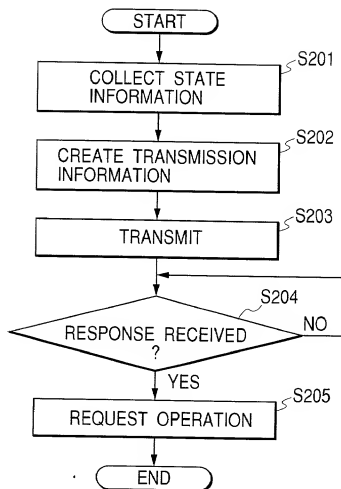 START
S201
COLLECT STATE
INFORMATION
S202
CREATE TRANSMISSION
INFORMATION
S203
TRANSMIT
S204
RESPONSE RECEIVED
?
NO
YES
S205
REQUEST OPERATION
END